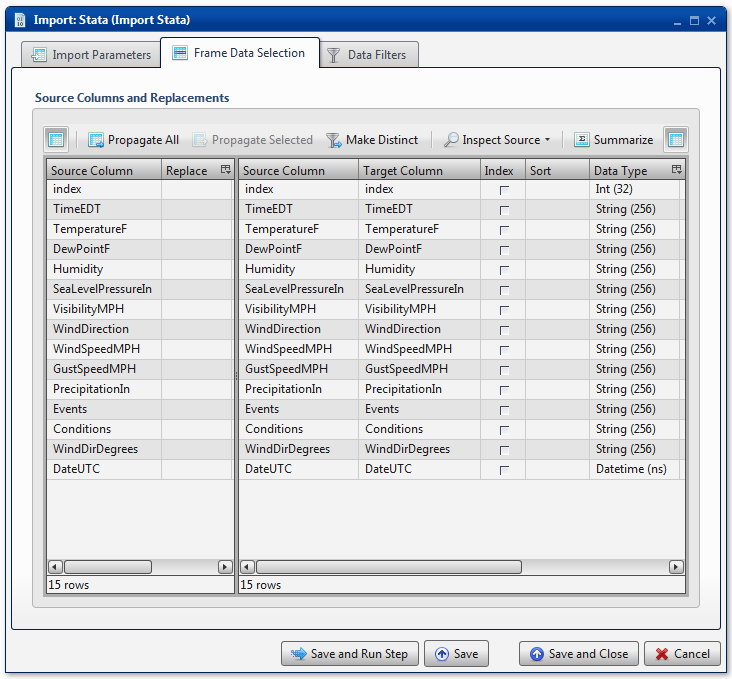 Import: Stata (Import Stata)
Import Parameters Frame Data Selection Data Filters
Source Columns and Replacements
Propagate All Propagate Selected Make Distinct Inspect Source Summarize
Source Column Replace Source Column Target Column Index Sort Data Type
index index index Int (32)
TimeEDT TimeEDT TimeEDT String (256)
TemperatureF TemperatureF TemperatureF String (256)
DewPointF DewPointF DewPointF String (256)
Humidity Humidity Humidity String (256)
SeaLevelPressureIn SeaLevelPressureIn SeaLevelPressureIn String (256)
VisibilityMPH VisibilityMPH VisibilityMPH String (256)
WindDirection WindDirection WindDirection String (256)
WindSpeedMPH WindSpeedMPH WindSpeedMPH String (256)
GustSpeedMPH GustSpeedMPH GustSpeedMPH String (256)
PrecipitationIn PrecipitationIn PrecipitationIn String (256)
Events Events Events String (256)
Conditions Conditions Conditions String (256)
WindDirDegrees WindDirDegrees WindDirDegrees String (256)
DateUTC DateUTC DateUTC Datetime (ns)
15 rows 15 rows
Save and Run Step Save Save and Close Cancel